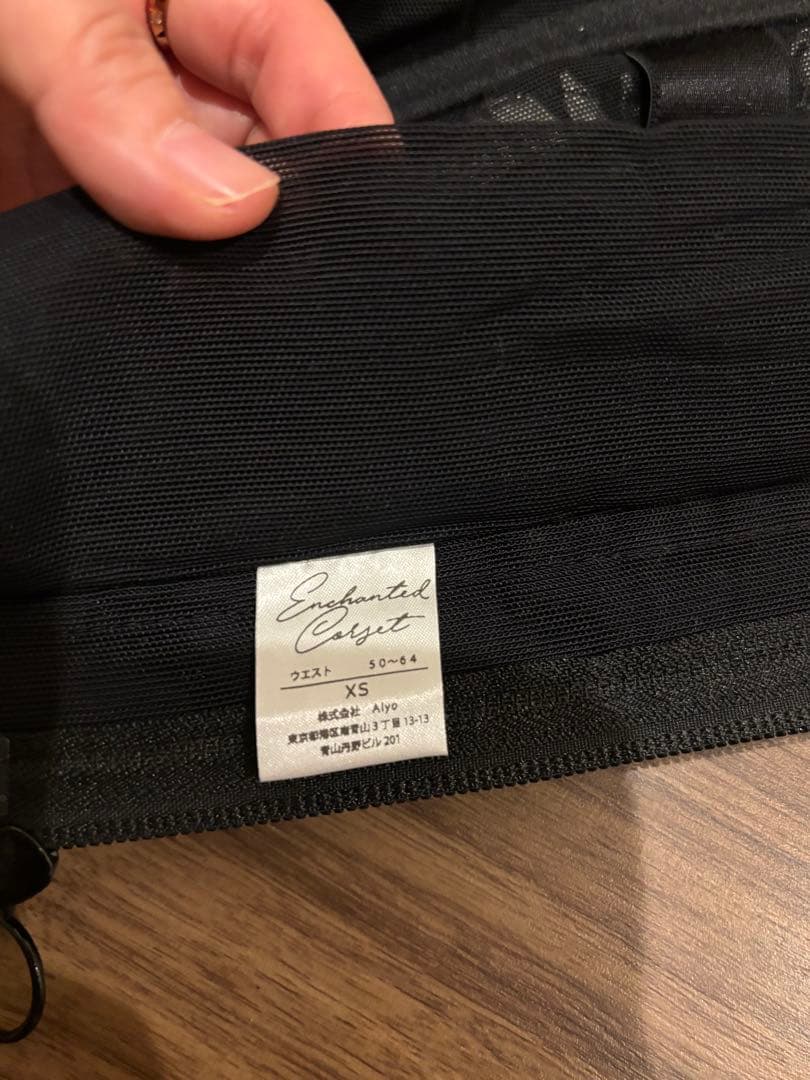 Enchanted
Corset
ウエスト 50~64
XS
株式会社 Aiyo
東京都港区南青山3丁目13-13
青山丹野ビル201